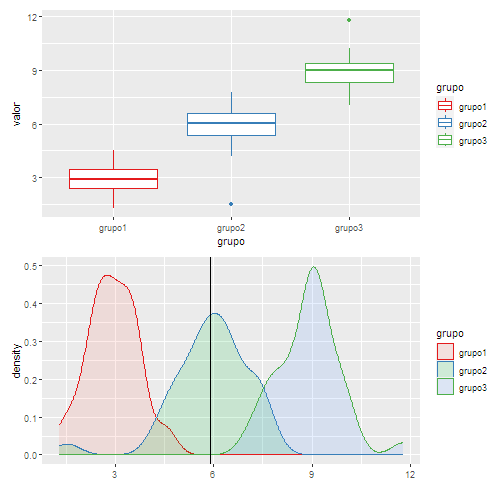 12
9
6
3
valor
grupo1
grupo2
grupo3
grupo
grupo
grupo1
grupo2
grupo3
0.5
0.4
0.3
0.2
0.1
0.0
density
3
6
9
12
grupo
grupo1
grupo2
grupo3